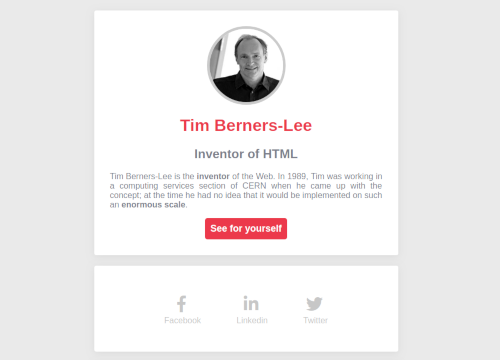 Tim Berners-Lee
Inventor of HTML
Tim Berners-Lee is the inventor of the Web. In 1989, Tim was working in
a computing services section of CERN when he came up with the
concept; at the time he had no idea that it would be implemented on such
an enormous scale.
See for yourself
Facebook LinkedIn Twitter